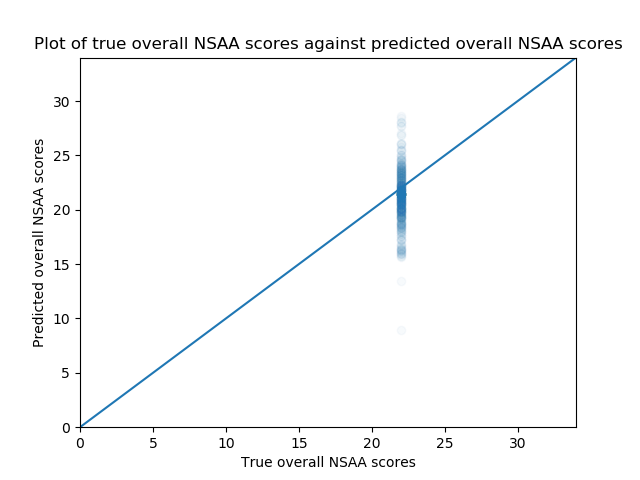 Plot of true overall NSAA scores against predicted overall NSAA scores
30
25
20
15
10
5
0
Predicted overall NSAA scores
0 5 10 15 20 25 30
True overall NSAA scores